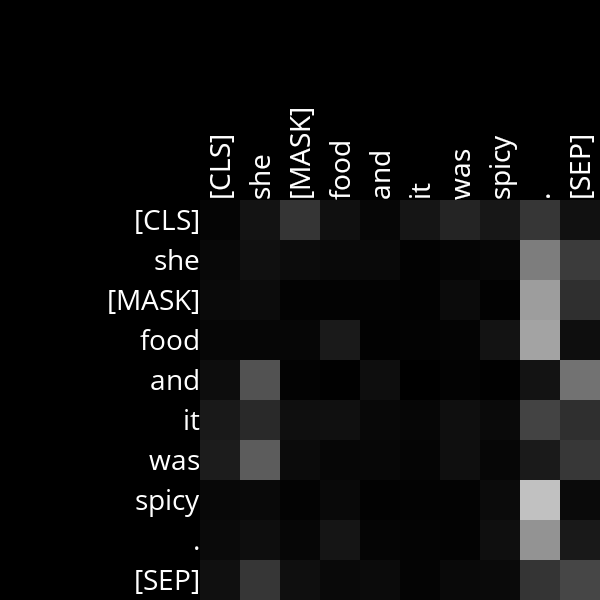 [CLS] she [MASK] food and it was spicy . [SEP]
[CLS]
she
[MASK]
food
and
it
was
spicy
.
[SEP]